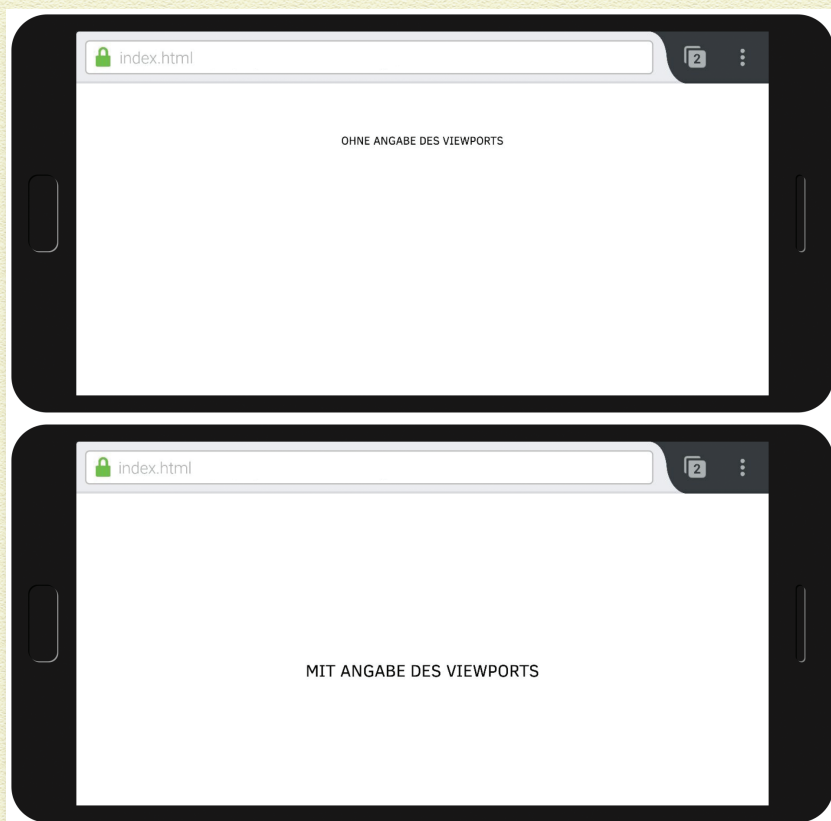 index.html
2
OHNE ANGABE DES VIEWPORTS
index.html
2
MIT ANGABE DES VIEWPORTS